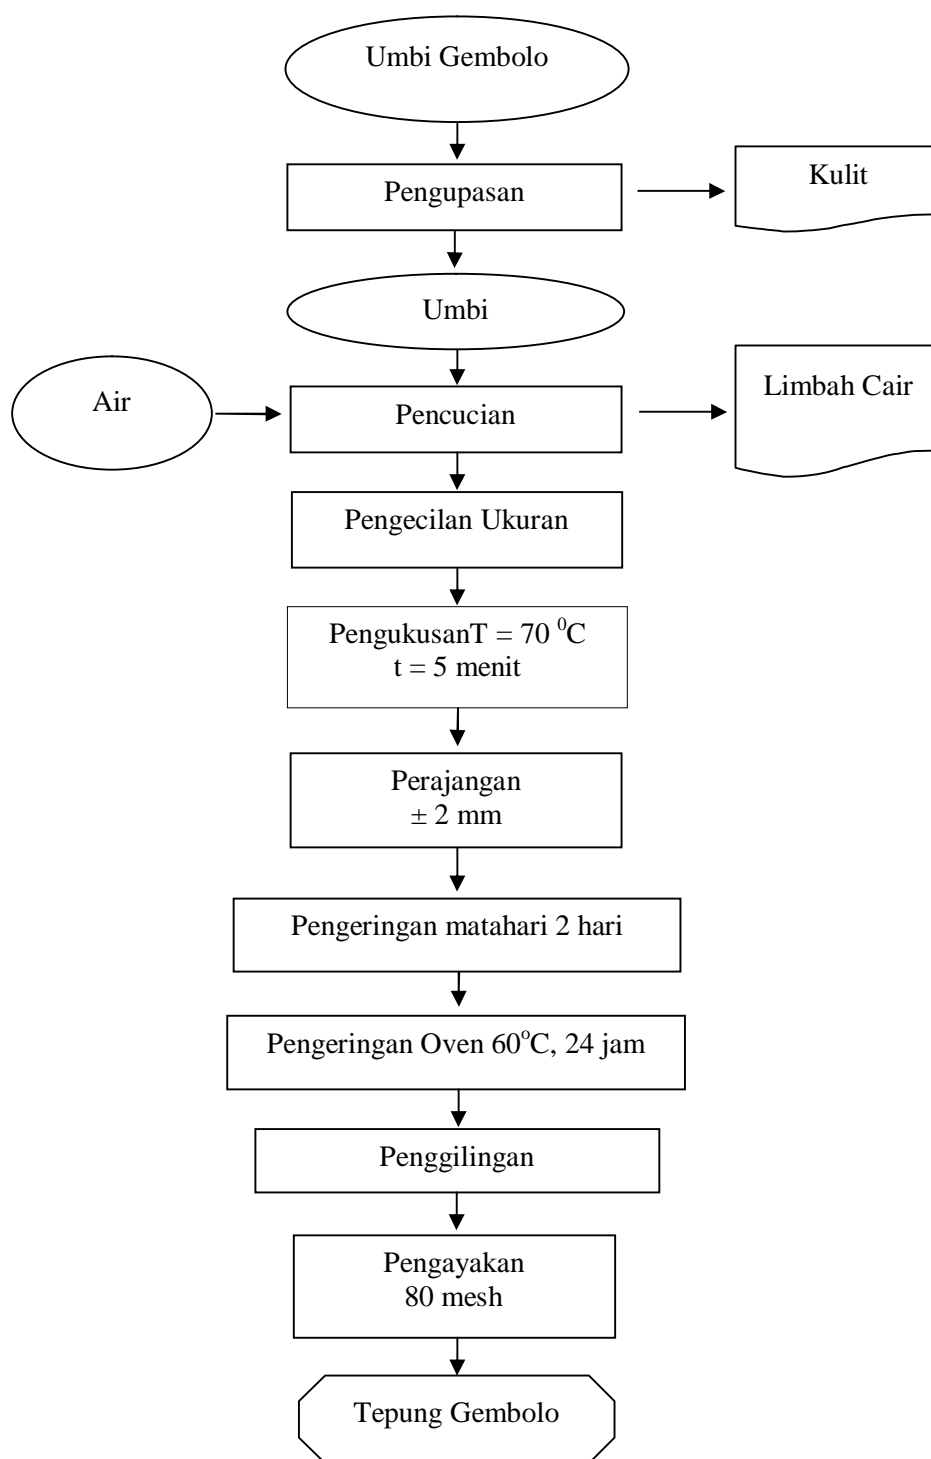 Umbi Gembolo
Pengupasan
Kulit
Umbi
Air
Pencucian
Limbah Cair
Pengecilan Ukuran
PengukusanT = 70 ⁰C
t = 5 menit
Perajangan
± 2 mm
Pengeringan matahari 2 hari
Pengeringan Oven 60ᵒC, 24 jam
Penggilingan
Pengayakan
80 mesh
Tepung Gembolo